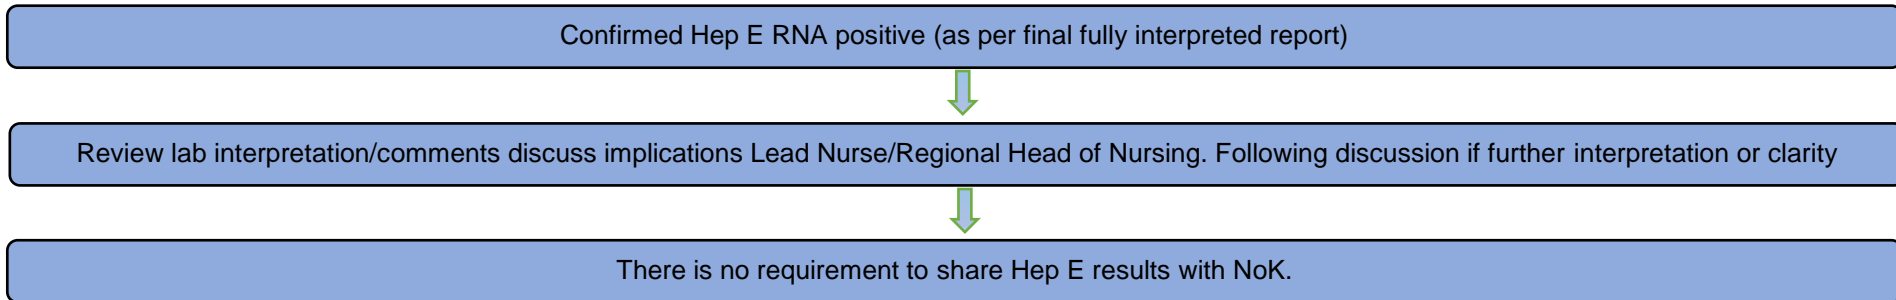 Confirmed Hep E RNA positive (as per final fully interpreted report)
Review lab interpretation/comments discuss implications Lead Nurse/Regional Head of Nursing. Following discussion if further interpretation or clarity
There is no requirement to share Hep E results with NoK.